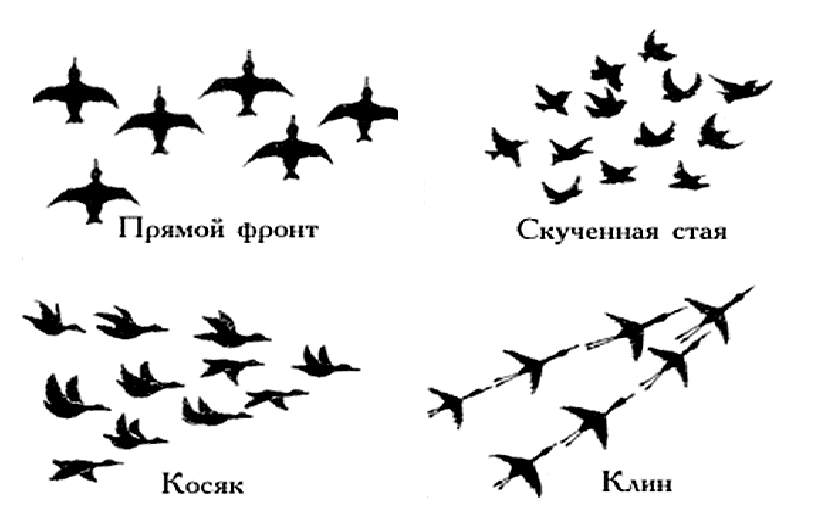 Прямой фронт
Скученная стая
Косяк
Клин